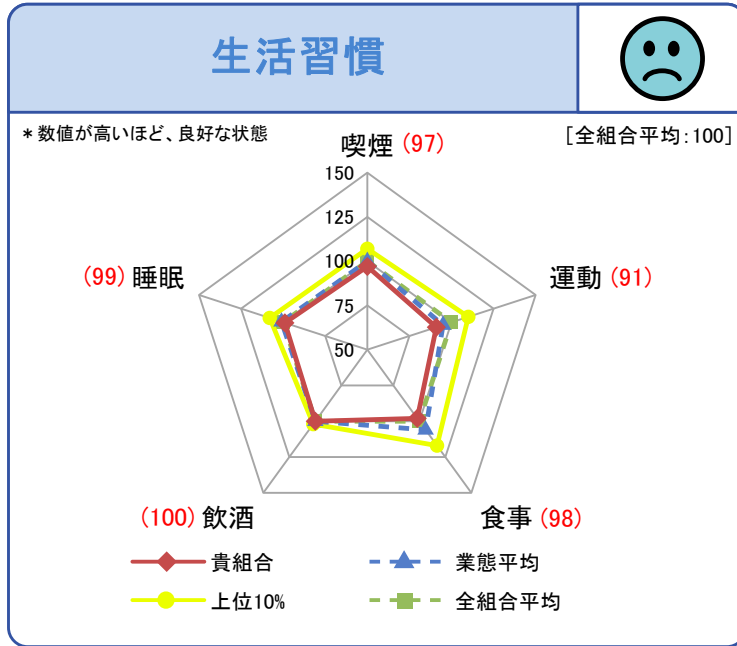 生活習慣
*数値が高いほど、良好な状態
[全組合平均:100]
喫煙 (97)
150
125
100
75
50
(99) 睡眠
運動 (91)
(100) 飲酒
食事 (98)
貴組合
業態平均
上位10%
全組合平均